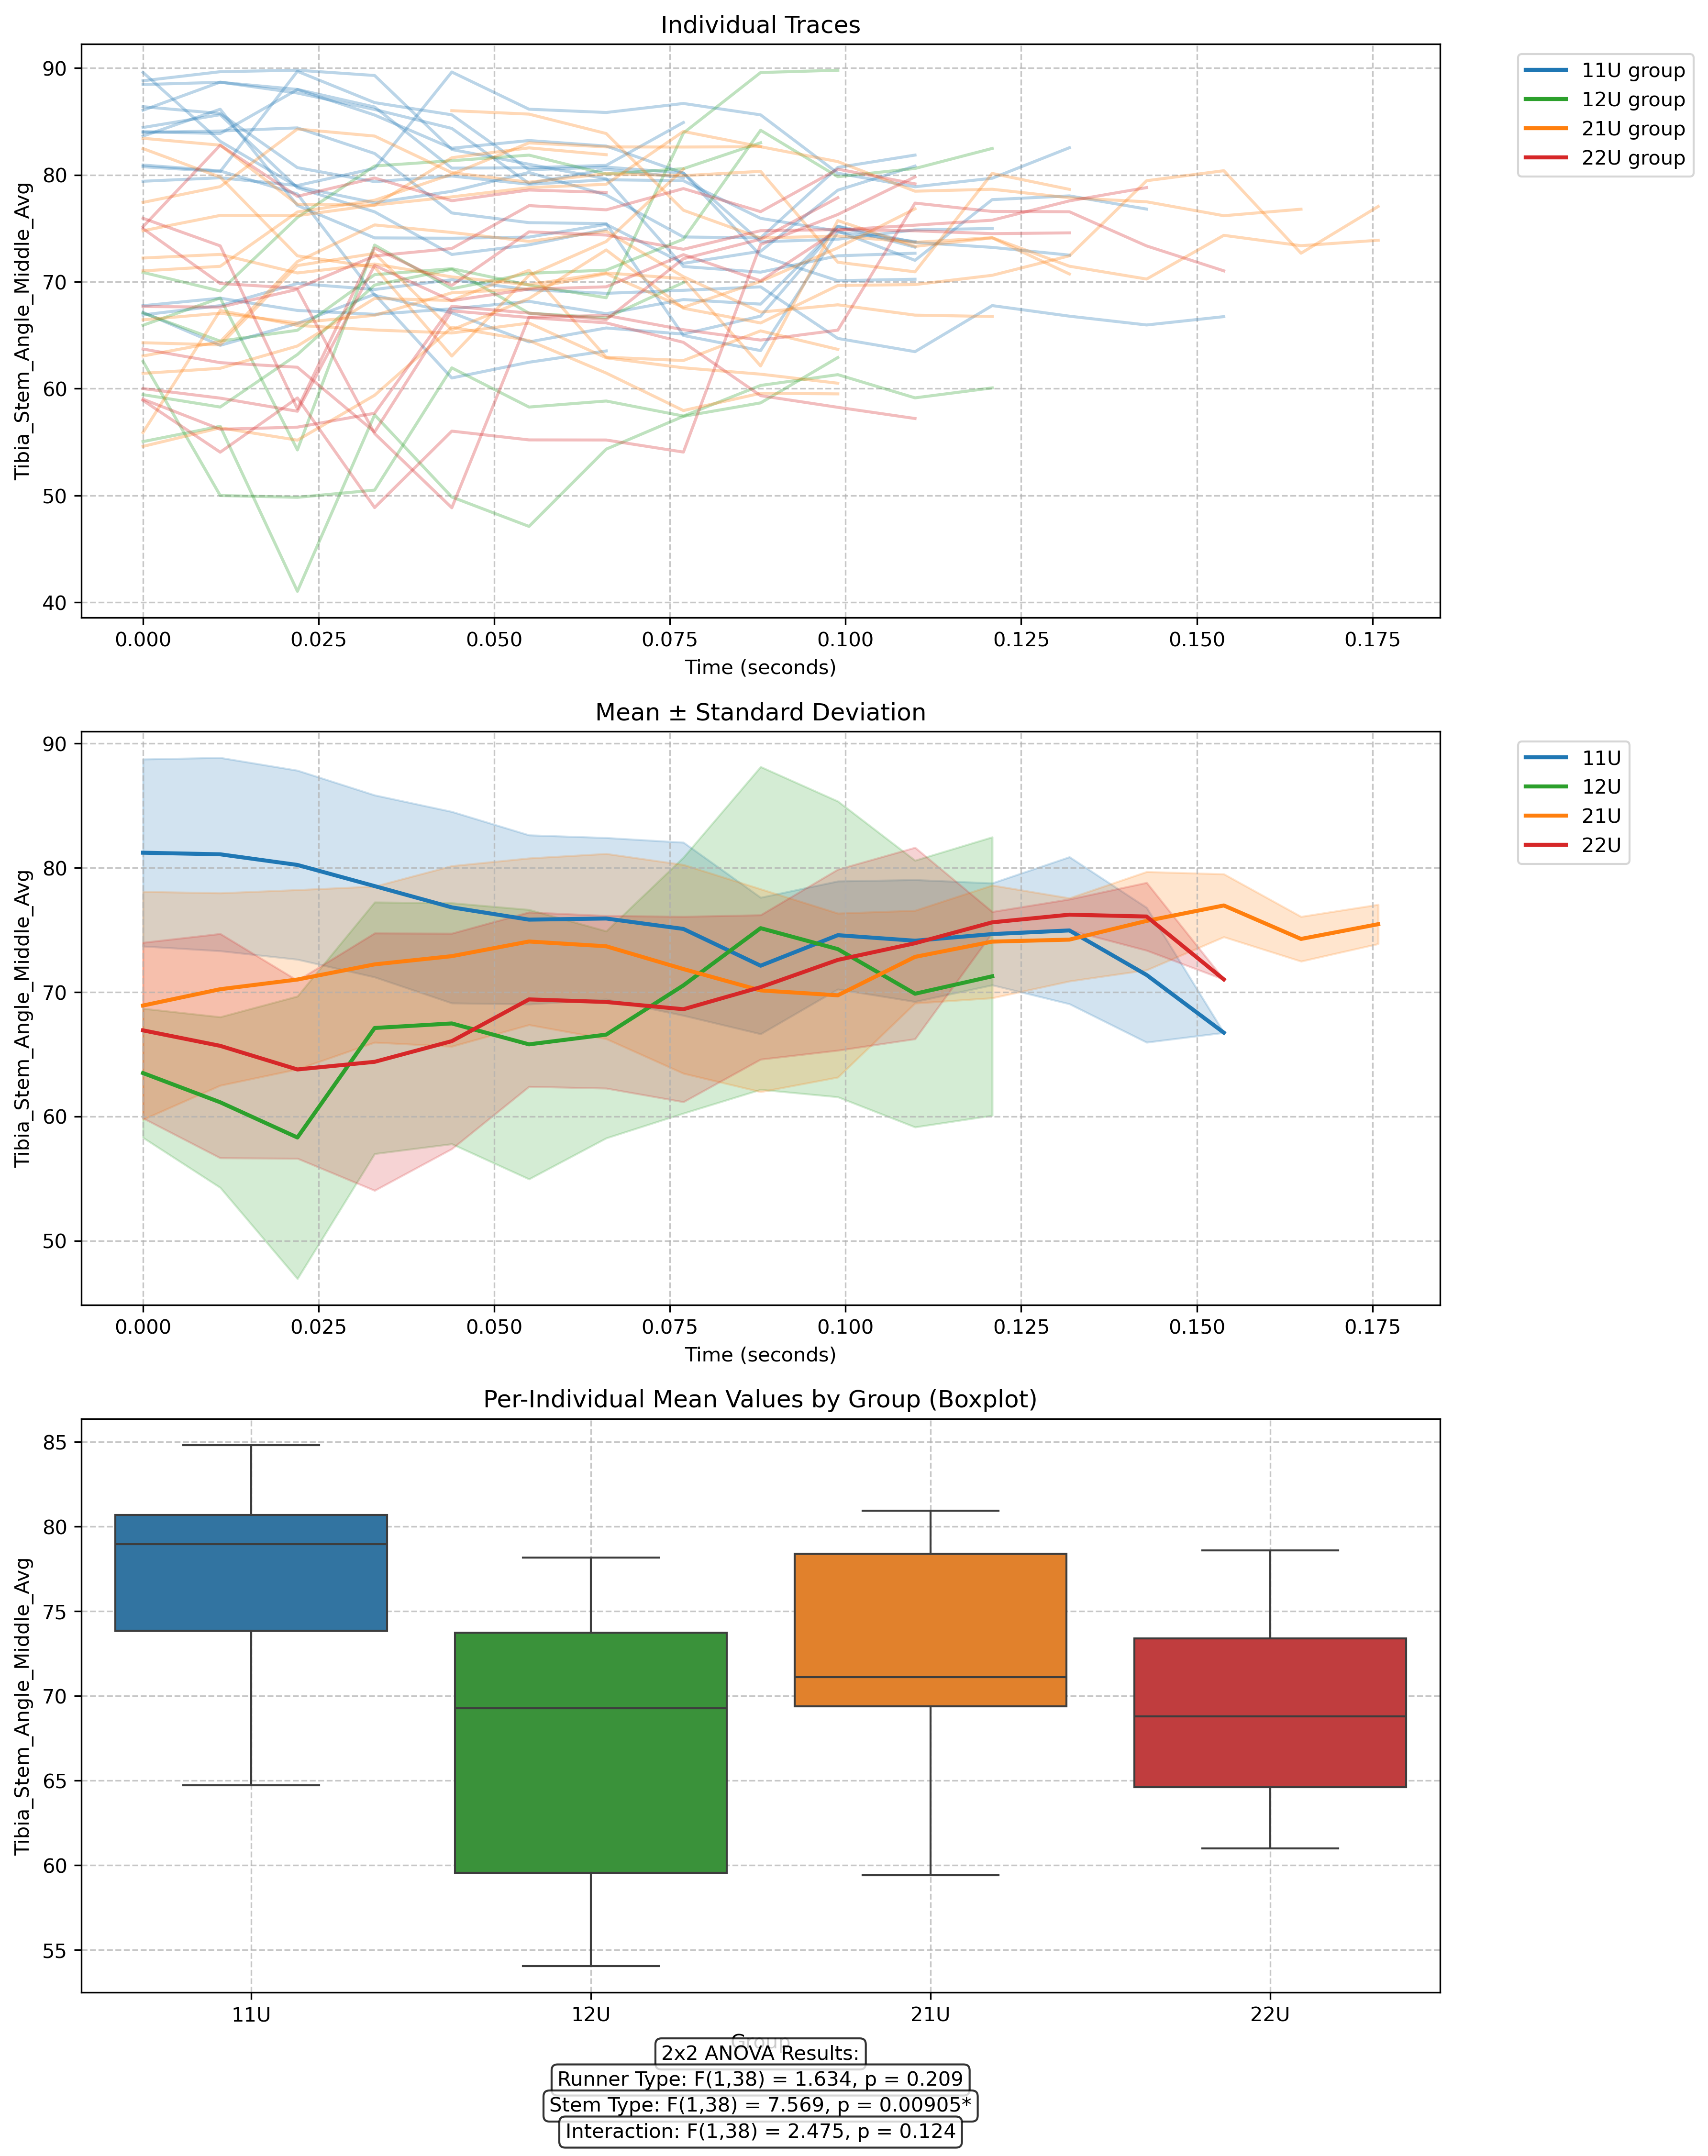 Individual Traces
90
80
70
60
50
40
Tibia_Stem_Angle_Middle_Avg
0.000 0.025 0.050 0.075 0.100 0.125 0.150 0.175
Time (seconds)
11U group
12U group
21U group
22U group
Mean ± Standard Deviation
90
80
70
60
50
Tibia_Stem_Angle_Middle_Avg
0.000 0.025 0.050 0.075 0.100 0.125 0.150 0.175
Time (seconds)
11U
12U
21U
22U
Per-Individual Mean Values by Group (Boxplot)
85
80
75
70
65
60
55
Tibia_Stem_Angle_Middle_Avg
11U 12U 21U 22U
Group
2x2 ANOVA Results:
Runner Type: F(1,38) = 1.634, p = 0.209
Stem Type: F(1,38) = 7.569, p = 0.00905*
Interaction: F(1,38) = 2.475, p = 0.124